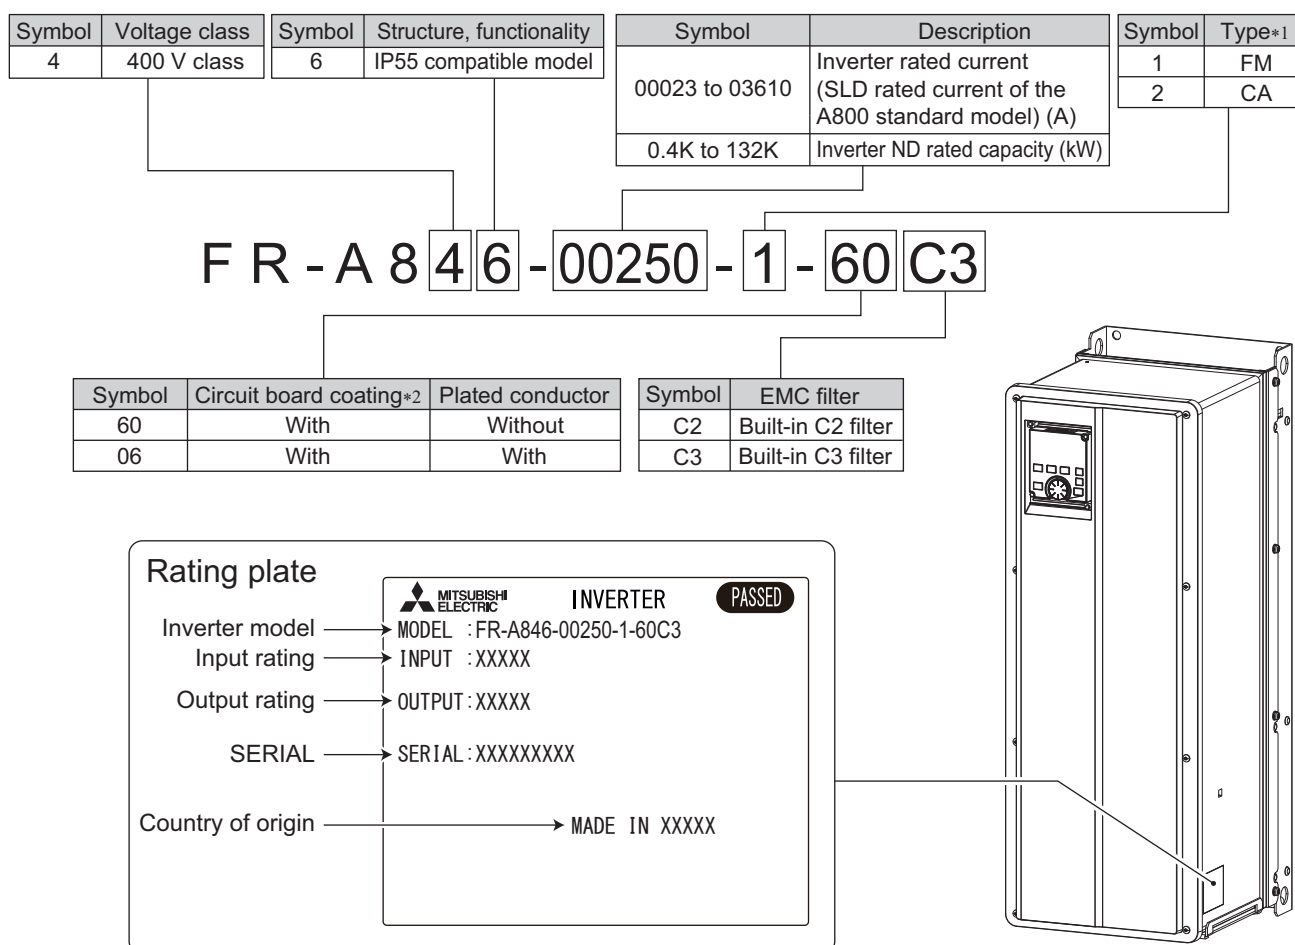 Symbol Voltage class
4 400 V class
Symbol Structure, functionality
6 IP55 compatible model
Symbol Description
00023 to 03610 Inverter rated current
(SLD rated current of the
A800 standard model) (A)
0.4K to 132K Inverter ND rated capacity (kW)
Symbol Type*1
1 FM
2 CA
FR-A846-00250-1-60C3
Symbol Circuit board coating*2 Plated conductor
60 With Without
06 With With
Symbol EMC filter
C2 Built-in C2 filter
C3 Built-in C3 filter
Rating plate
MITSUBISHI
ELECTRIC
INVERTER
PASSED
Inverter model MODEL :FR-A846-00250-1-60C3
Input rating INPUT :XXXXX
Output rating OUTPUT:XXXXX
SERIAL SERIAL:XXXXXXXXX
Country of origin MADE IN XXXXX